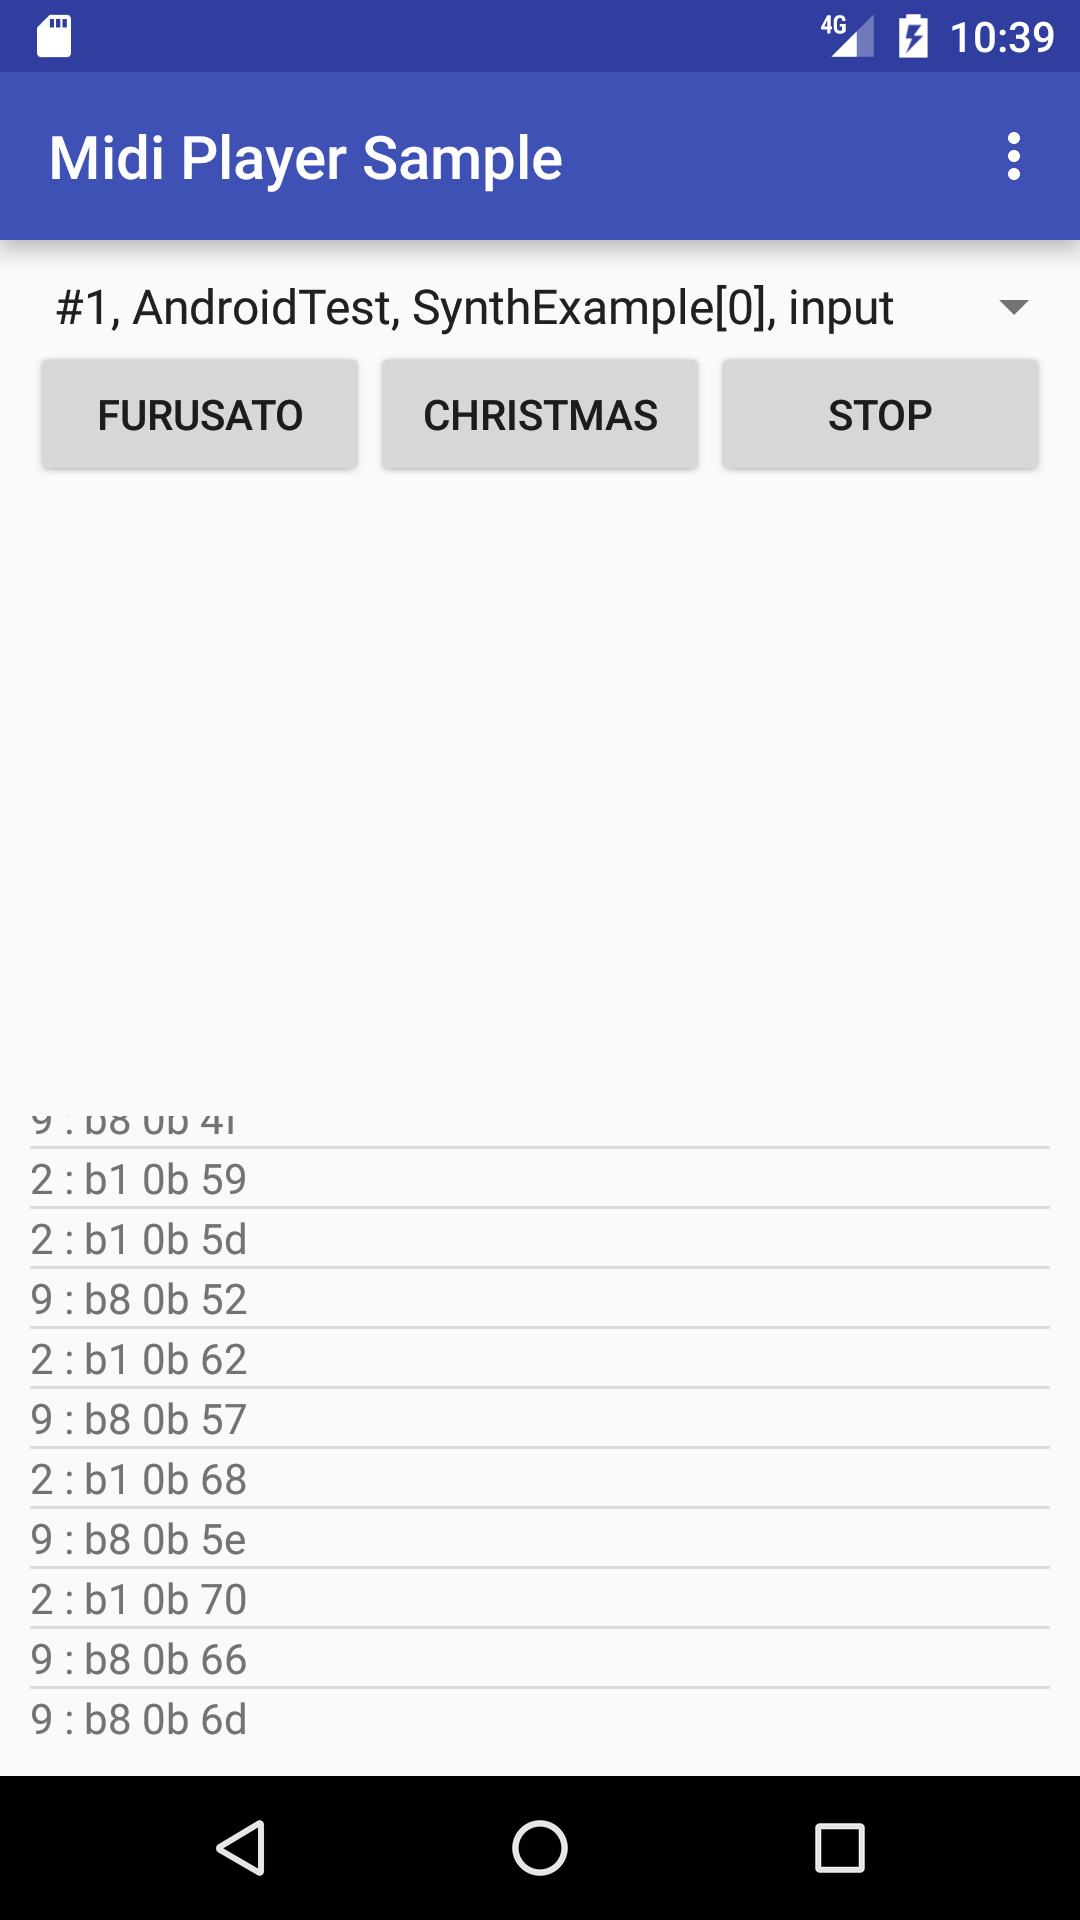 4G 10:39
Midi Player Sample
#1, AndroidTest, SynthExample[0], input
FURUSATO CHRISTMAS STOP
9 : b8 0b 4f
2 : b1 0b 59
2 : b1 0b 5d
9 : b8 0b 52
2 : b1 0b 62
9 : b8 0b 57
2 : b1 0b 68
9 : b8 0b 5e
2 : b1 0b 70
9 : b8 0b 66
9 : b8 0b 6d